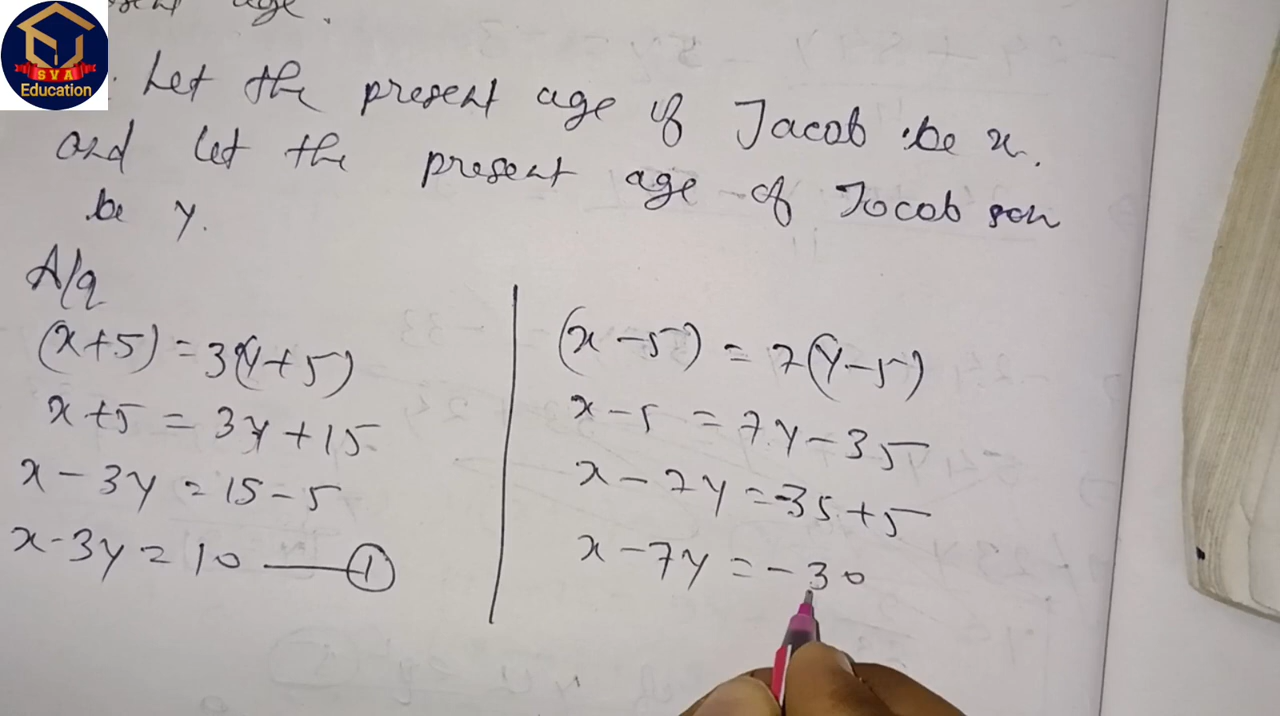 age.
SVA
Education
Let the present age of Jacob be x.
and let the present age of Jocob son
be y.
A/q
(x+5) = 3(y+5)
x+5 = 3y+15
x-3y = 15-5
x-3y = 10 ① 
(x-5) = 7(y-5)
x-5 = 7y-35
x-7y = -35+5
x-7y = -30